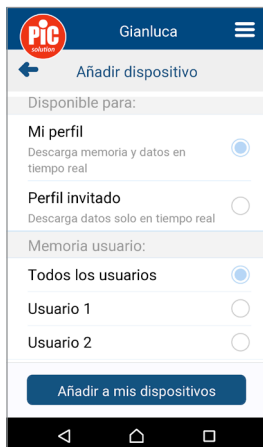 PiC
solution
Gianluca
Añadir dispositivo
Disponible para:
Mi perfil
Descarga memoria y datos en
tiempo real
Perfil invitado
Descarga datos solo en tiempo real
Memoria usuario:
Todos los usuarios
Usuario 1
Usuario 2
Añadir a mis dispositivos